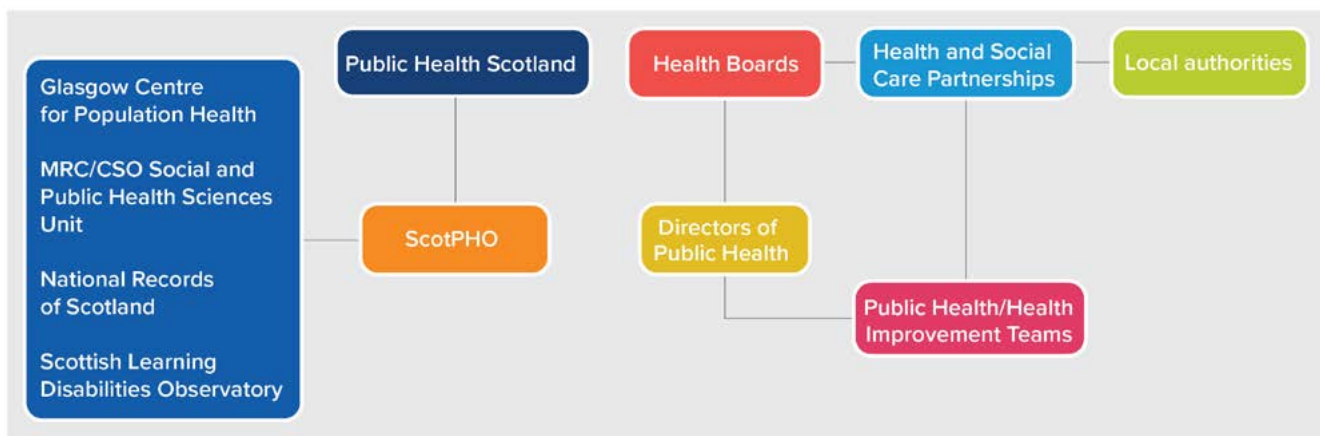 Glasgow Centre
for Population Health
MRC/CSO Social and
Public Health Sciences
Unit
National Records
of Scotland
Scottish Learning
Disabilities Observatory
Public Health Scotland
ScotPHO
Health Boards
Health and Social
Care Partnerships
Local authorities
Directors of
Public Health
Public Health/Health
Improvement Teams